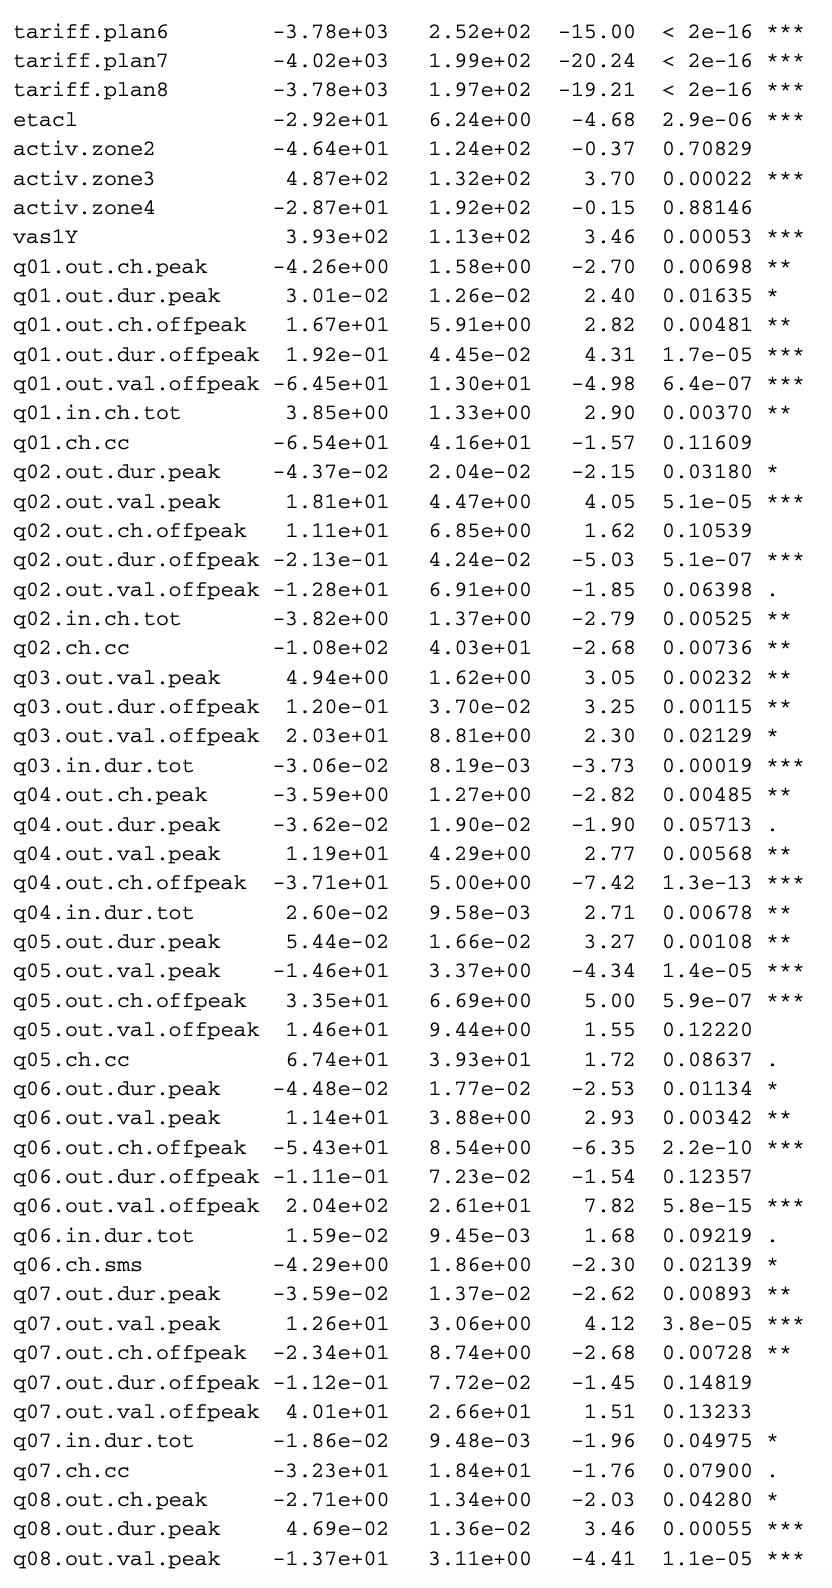 tariff.plan6 -3.78e+03 2.52e+02 -15.00 < 2e-16 ***
tariff.plan7 -4.02e+03 1.99e+02 -20.24 < 2e-16 ***
tariff.plan8 -3.78e+03 1.97e+02 -19.21 < 2e-16 ***
etacl -2.92e+01 6.24e+00 -4.68 2.9e-06 ***
activ.zone2 -4.64e+01 1.24e+02 -0.37 0.70829
activ.zone3 4.87e+02 1.32e+02 3.70 0.00022 ***
activ.zone4 -2.87e+01 1.92e+02 -0.15 0.88146
vas1Y 3.93e+02 1.13e+02 3.46 0.00053 ***
q01.out.ch.peak -4.26e+00 1.58e+00 -2.70 0.00698 **
q01.out.dur.peak 3.01e-02 1.26e-02 2.40 0.01635 *
q01.out.ch.offpeak 1.67e+01 5.91e+00 2.82 0.00481 **
q01.out.dur.offpeak 1.92e-01 4.45e-02 4.31 1.7e-05 ***
q01.out.val.offpeak -6.45e+01 1.30e+01 -4.98 6.4e-07 ***
q01.in.ch.tot 3.85e+00 1.33e+00 2.90 0.00370 **
q01.ch.cc -6.54e+01 4.16e+01 -1.57 0.11609
q02.out.dur.peak -4.37e-02 2.04e-02 -2.15 0.03180 *
q02.out.val.peak 1.81e+01 4.47e+00 4.05 5.1e-05 ***
q02.out.ch.offpeak 1.11e+01 6.85e+00 1.62 0.10539
q02.out.dur.offpeak -2.13e-01 4.24e-02 -5.03 5.1e-07 ***
q02.out.val.offpeak -1.28e+01 6.91e+00 -1.85 0.06398 .
q02.in.ch.tot -3.82e+00 1.37e+00 -2.79 0.00525 **
q02.ch.cc -1.08e+02 4.03e+01 -2.68 0.00736 **
q03.out.val.peak 4.94e+00 1.62e+00 3.05 0.00232 **
q03.out.dur.offpeak 1.20e-01 3.70e-02 3.25 0.00115 **
q03.out.val.offpeak 2.03e+01 8.81e+00 2.30 0.02129 *
q03.in.dur.tot -3.06e-02 8.19e-03 -3.73 0.00019 ***
q04.out.ch.peak -3.59e+00 1.27e+00 -2.82 0.00485 **
q04.out.dur.peak -3.62e-02 1.90e-02 -1.90 0.05713 .
q04.out.val.peak 1.19e+01 4.29e+00 2.77 0.00568 **
q04.out.ch.offpeak -3.71e+01 5.00e+00 -7.42 1.3e-13 ***
q04.in.dur.tot 2.60e-02 9.58e-03 2.71 0.00678 **
q05.out.dur.peak 5.44e-02 1.66e-02 3.27 0.00108 **
q05.out.val.peak -1.46e+01 3.37e+00 -4.34 1.4e-05 ***
q05.out.ch.offpeak 3.35e+01 6.69e+00 5.00 5.9e-07 ***
q05.out.val.offpeak 1.46e+01 9.44e+00 1.55 0.12220
q05.ch.cc 6.74e+01 3.93e+01 1.72 0.08637 .
q06.out.dur.peak -4.48e-02 1.77e-02 -2.53 0.01134 *
q06.out.val.peak 1.14e+01 3.88e+00 2.93 0.00342 **
q06.out.ch.offpeak -5.43e+01 8.54e+00 -6.35 2.2e-10 ***
q06.out.dur.offpeak -1.11e-01 7.23e-02 -1.54 0.12357
q06.out.val.offpeak 2.04e+02 2.61e+01 7.82 5.8e-15 ***
q06.in.dur.tot 1.59e-02 9.45e-03 1.68 0.09219 .
q06.ch.sms -4.29e+00 1.86e+00 -2.30 0.02139 *
q07.out.dur.peak -3.59e-02 1.37e-02 -2.62 0.00893 **
q07.out.val.peak 1.26e+01 3.06e+00 4.12 3.8e-05 ***
q07.out.ch.offpeak -2.34e+01 8.74e+00 -2.68 0.00728 **
q07.out.dur.offpeak -1.12e-01 7.72e-02 -1.45 0.14819
q07.out.val.offpeak 4.01e+01 2.66e+01 1.51 0.13233
q07.in.dur.tot -1.86e-02 9.48e-03 -1.96 0.04975 *
q07.ch.cc -3.23e+01 1.84e+01 -1.76 0.07900 .
q08.out.ch.peak -2.71e+00 1.34e+00 -2.03 0.04280 *
q08.out.dur.peak 4.69e-02 1.36e-02 3.46 0.00055 ***
q08.out.val.peak -1.37e+01 3.11e+00 -4.41 1.1e-05 ***